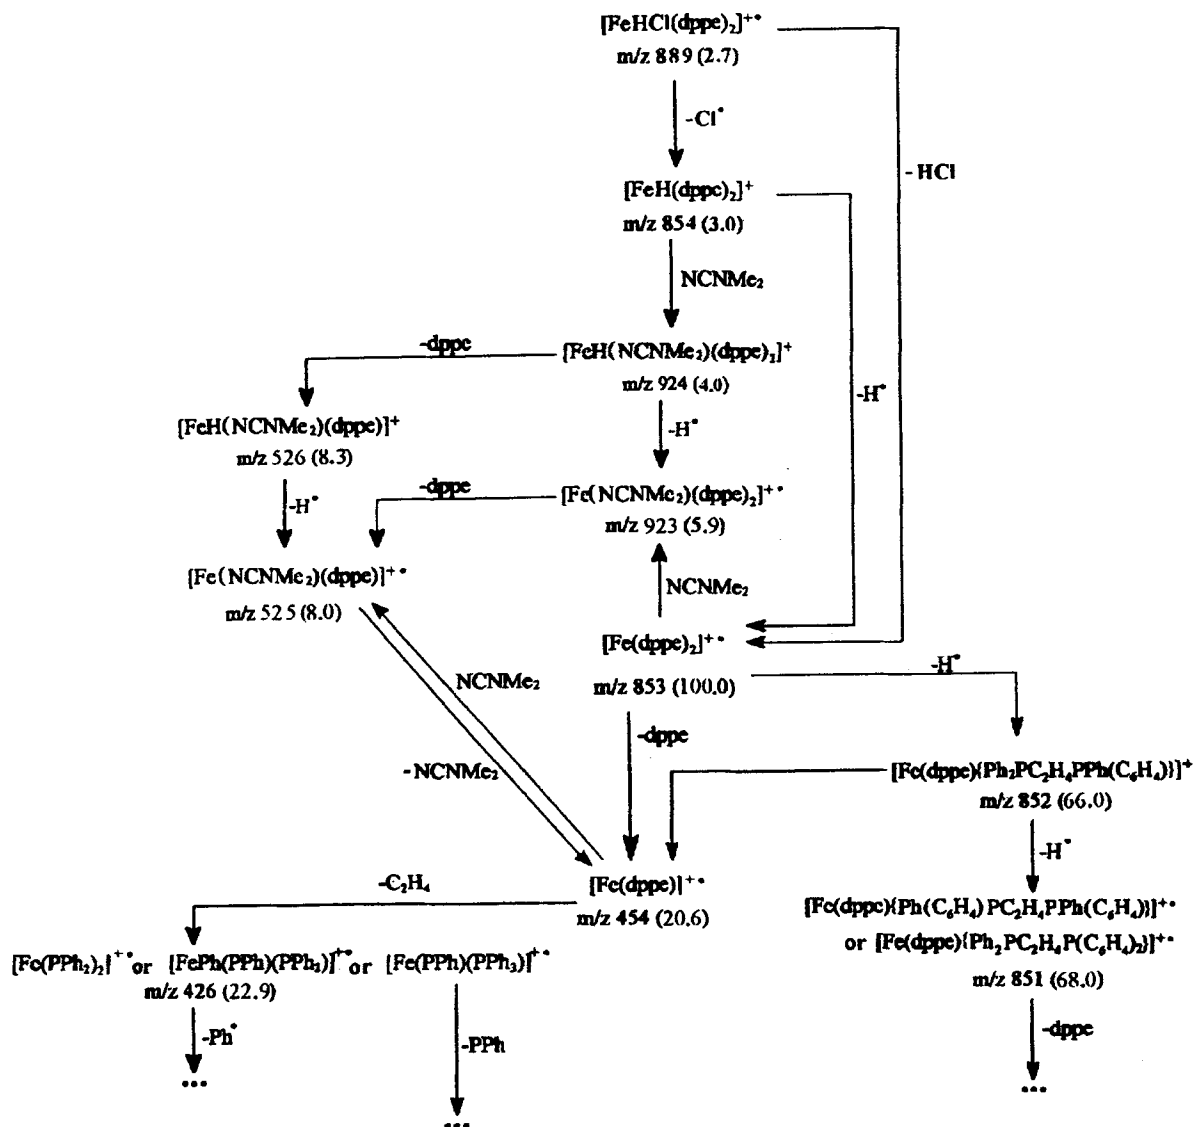 [FeHCl(dppe)₂]⁺•
m/z 889 (2.7)
-Cl•
- HCl
[FeH(dppe)₂]⁺
m/z 854 (3.0)
NCNMe₂
-dppe
[FeH(NCNMe₂)(dppe)₂]⁺
m/z 924 (4.0)
-H•
-H•
[FeH(NCNMe₂)(dppe)]⁺
m/z 526 (8.3)
-dppe
[Fe(NCNMe₂)(dppe)₂]⁺•
-H•
m/z 923 (5.9)
[Fe(NCNMe₂)(dppe)]⁺•
NCNMe₂
m/z 525 (8.0)
[Fe(dppe)₂]⁺•
-H•
NCNMe₂
m/z 853 (100.0)
-dppe
- NCNMe₂
[Fe(dppe){Ph₂PC₂H₄PPh(C₆H₄)}]⁺
m/z 852 (66.0)
-H•
-C₂H₄
[Fe(dppe)]⁺•
m/z 454 (20.6)
[Fe(dppe){Ph(C₆H₄)PC₂H₄PPh(C₆H₄)}]⁺•
or [Fe(dppe){Ph₂PC₂H₄P(C₆H₄)₂}]⁺•
m/z 851 (68.0)
[Fe(PPh₂)₂]⁺• or [FePh(PPh)(PPh₂)]⁺• or [Fe(PPh)(PPh₃)]⁺•
m/z 426 (22.9)
-Ph•
-PPh
-dppe
•••
•••
•••